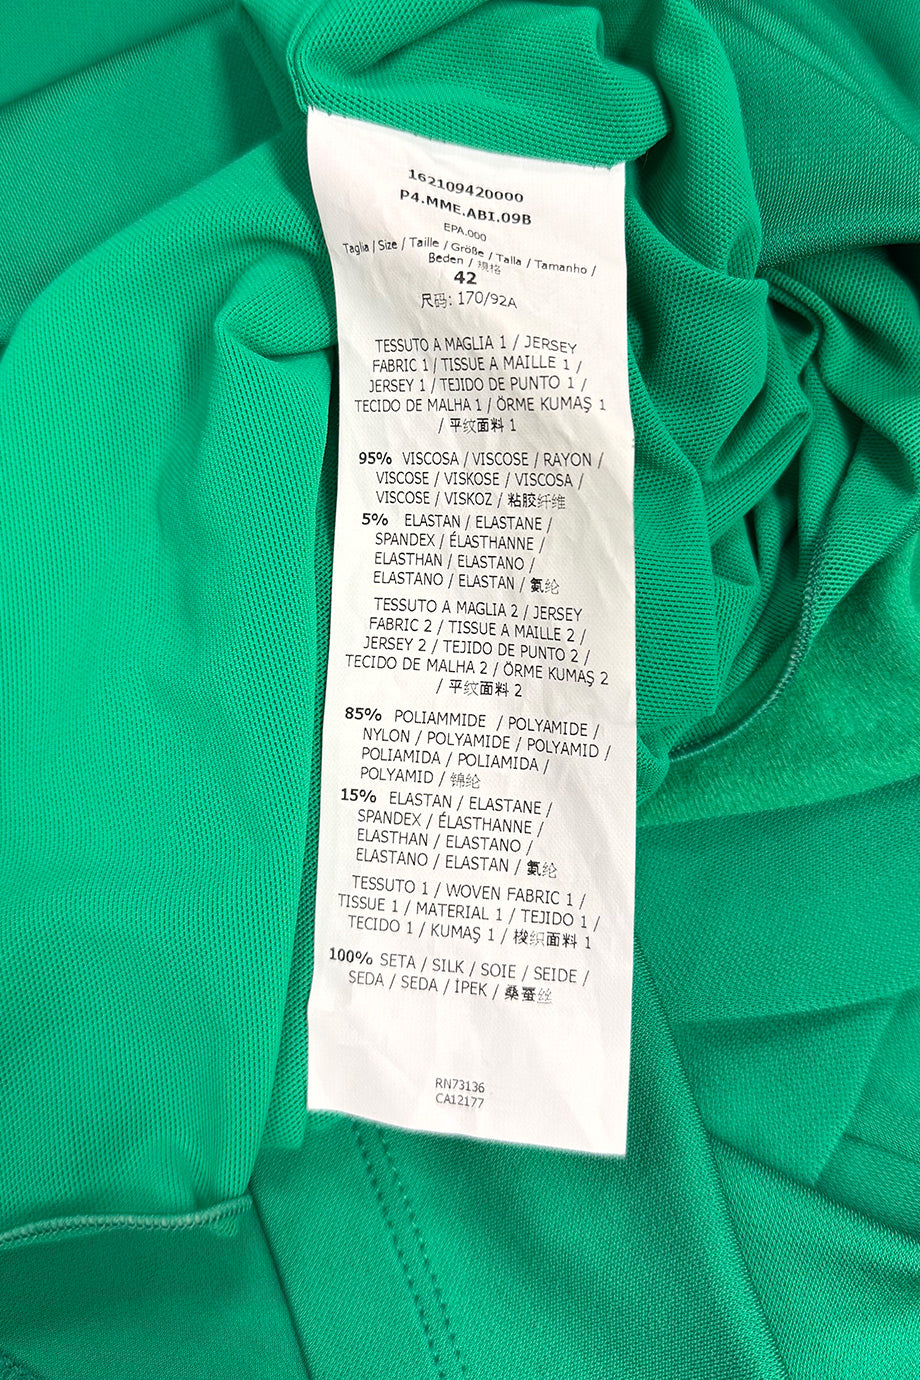 162109420000
P4.MME.ABI.09B
EPA.000
Taglia / Size / Taille / Größe / Talla / Tamanho /
Beden / 规格
42
尺码: 170/92A
TESSUTO A MAGLIA 1 / JERSEY
FABRIC 1 / TISSUE A MAILLE 1 /
JERSEY 1 / TEJIDO DE PUNTO 1 /
TECIDO DE MALHA 1 / ÖRME KUMAŞ 1
/ 平纹面料 1
95% VISCOSA / VISCOSE / RAYON /
VISCOSE / VISKOSE / VISCOSA /
VISCOSE / VISKOZ / 粘胶纤维
5% ELASTAN / ELASTANE /
SPANDEX / ÉLASTHANNE /
ELASTHAN / ELASTANO /
ELASTANO / ELASTAN / 氨纶
TESSUTO A MAGLIA 2 / JERSEY
FABRIC 2 / TISSUE A MAILLE 2 /
JERSEY 2 / TEJIDO DE PUNTO 2 /
TECIDO DE MALHA 2 / ÖRME KUMAŞ 2
/ 平纹面料 2
85% POLIAMMIDE / POLYAMIDE /
NYLON / POLYAMIDE / POLYAMID /
POLIAMIDA / POLIAMIDA /
POLYAMID / 锦纶
15% ELASTAN / ELASTANE /
SPANDEX / ÉLASTHANNE /
ELASTHAN / ELASTANO /
ELASTANO / ELASTAN / 氨纶
TESSUTO 1 / WOVEN FABRIC 1 /
TISSUE 1 / MATERIAL 1 / TEJIDO 1 /
TECIDO 1 / KUMAŞ 1 / 梭织面料 1
100% SETA / SILK / SOIE / SEIDE /
SEDA / SEDA / İPEK / 桑蚕丝
RN73136
CA12177